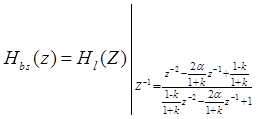 H_{bs}(z) = H_l(Z) |_{Z^{-1} = \frac{z^{-2} - \frac{2\alpha}{1+k} z^{-1} + \frac{1-k}{1+k}}{\frac{1-k}{1+k} z^{-2} - \frac{2\alpha}{1+k} z^{-1} + 1}}